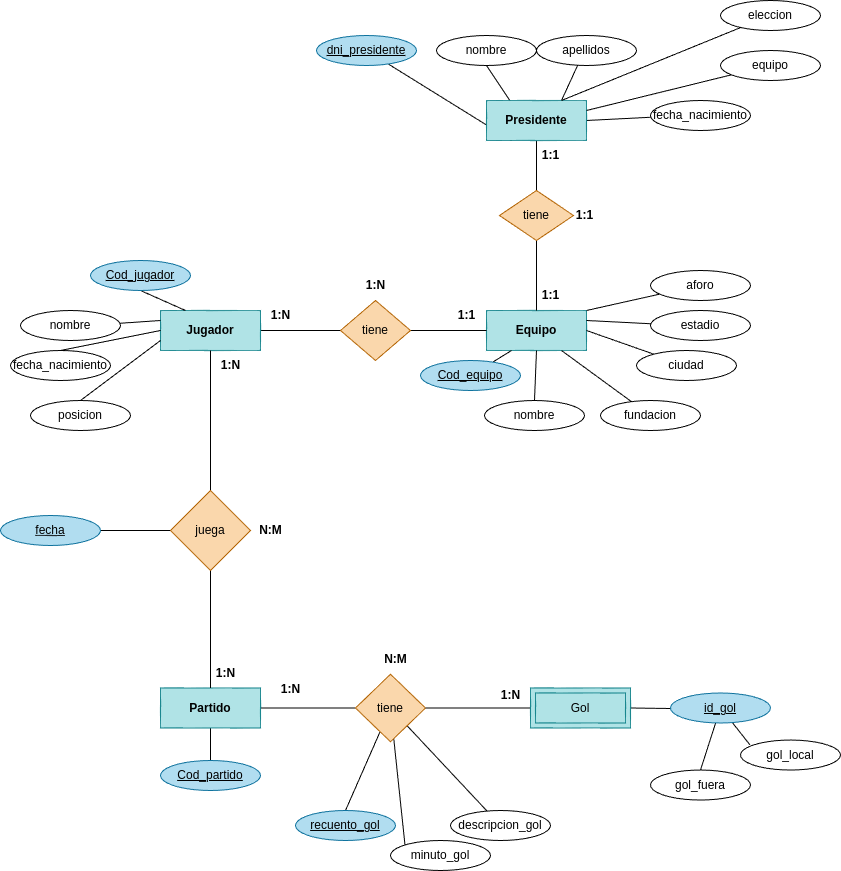 eleccion
dni_presidente
nombre
apellidos
equipo
Presidente
fecha_nacimiento
1:1
tiene
1:1
1:1
Cod_jugador
1:N
aforo
nombre
Jugador
1:N
tiene
1:1
Equipo
estadio
fecha_nacimiento
1:N
Cod_equipo
ciudad
posicion
nombre
fundacion
fecha
juega
N:M
1:N
N:M
1:N
1:N
Partido
tiene
Gol
id_gol
Cod_partido
gol_local
gol_fuera
recuento_gol
descripcion_gol
minuto_gol